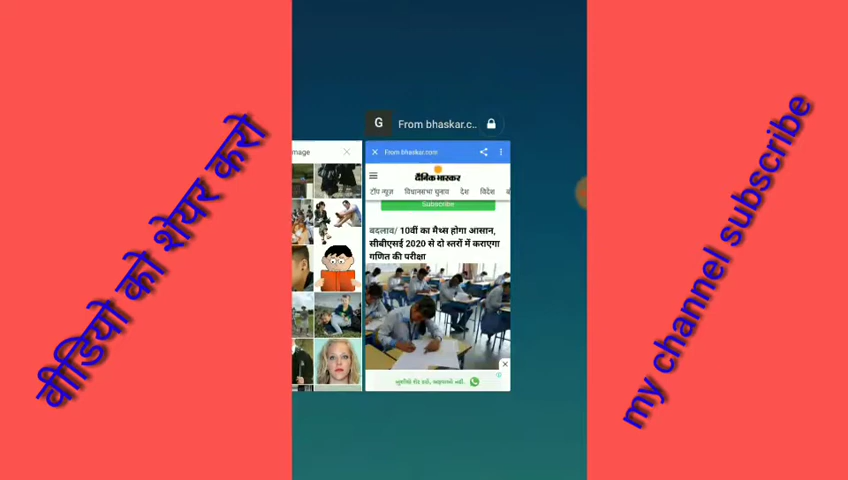 वीडियो को शेयर करो
G From bhaskar.c..
mage
From bhaskar.com
दैनिक भास्कर
टॉप न्यूज़ विधानसभा चुनाव देश विदेश
Subscribe
बदलाव/ 10वीं का मैथ्स होगा आसान,
सीबीएसई 2020 से दो स्तरों में कराएगा
गणित की परीक्षा
my channel subscribe